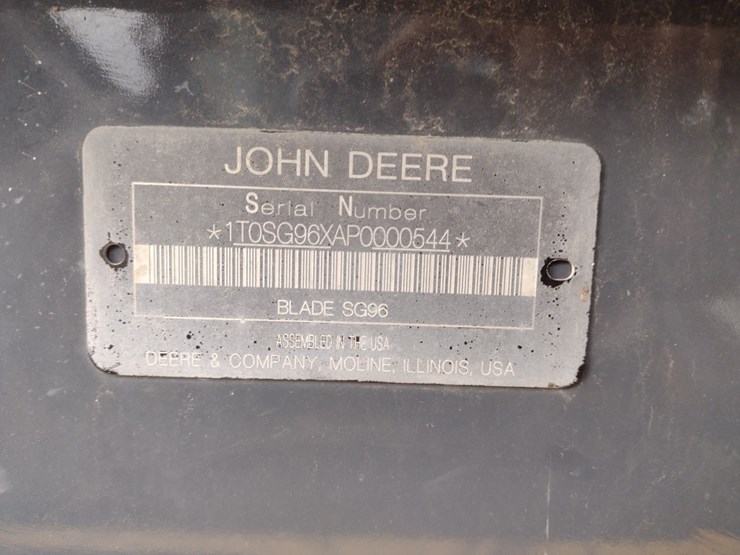 JOHN DEERE
Serial Number
*1T0SG96XAP0000544*
BLADE SG96
ASSEMBLED IN THE USA
DEERE & COMPANY, MOLINE, ILLINOIS, USA